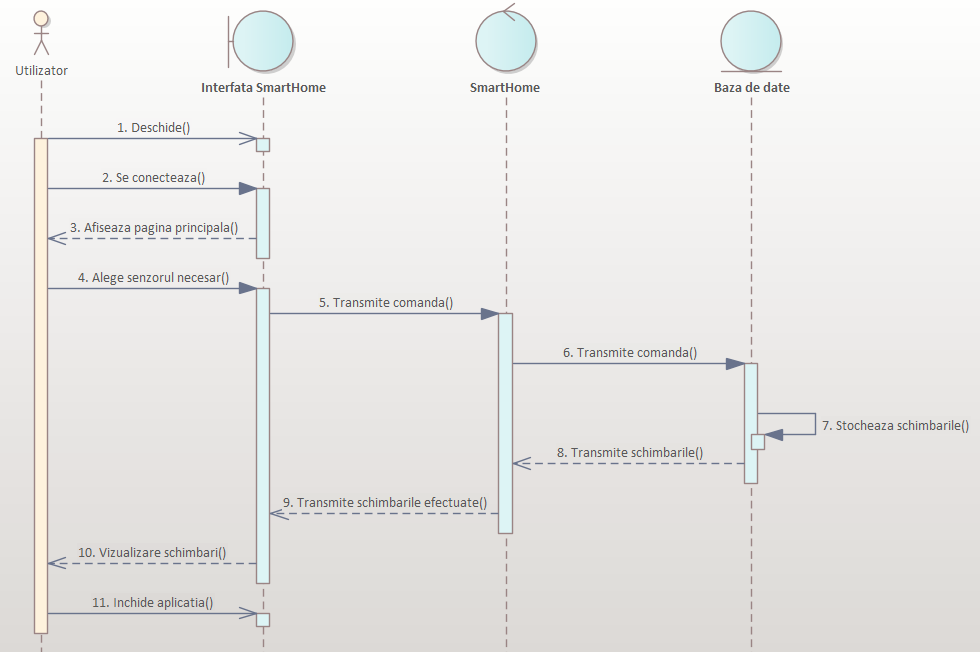 Utilizator
Interfata SmartHome
SmartHome
Baza de date
1. Deschide()
2. Se conecteaza()
3. Afiseaza pagina principala()
4. Alege senzorul necesar()
5. Transmite comanda()
6. Transmite comanda()
7. Stocheaza schimbarile()
8. Transmite schimbarile()
9. Transmite schimbarile efectuate()
10. Vizualizare schimbari()
11. Inchide aplicatia()